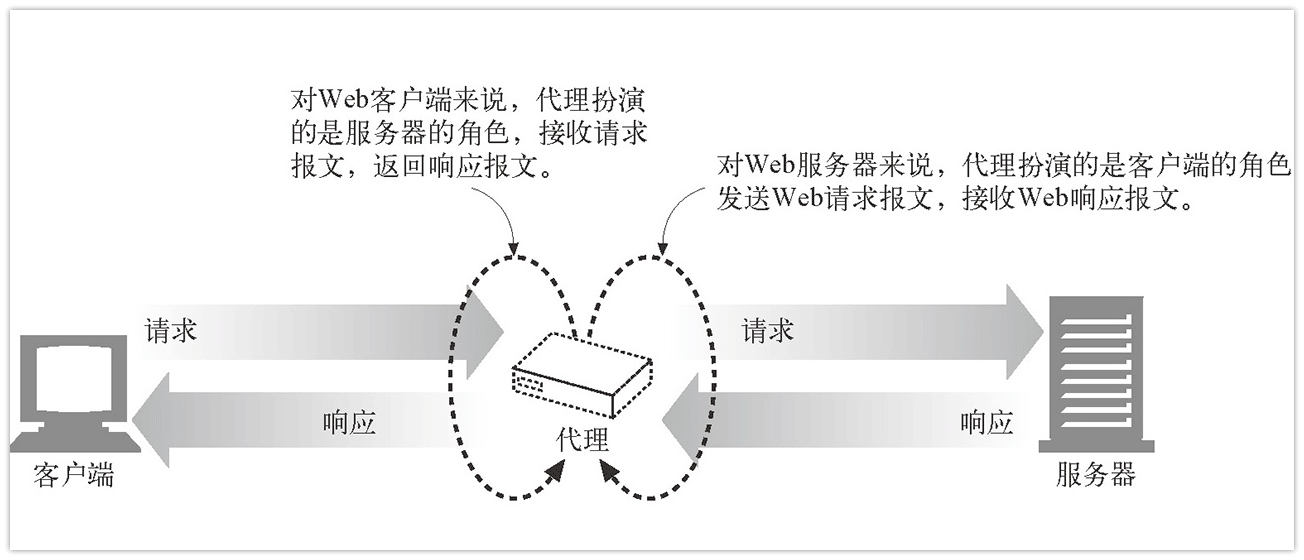 对Web客户端来说，代理扮演
的是服务器的角色，接收请求
报文，返回响应报文。
对Web服务器来说，代理扮演的是客户端的角色
发送Web请求报文，接收Web响应报文。
请求
请求
响应
响应
代理
客户端
服务器